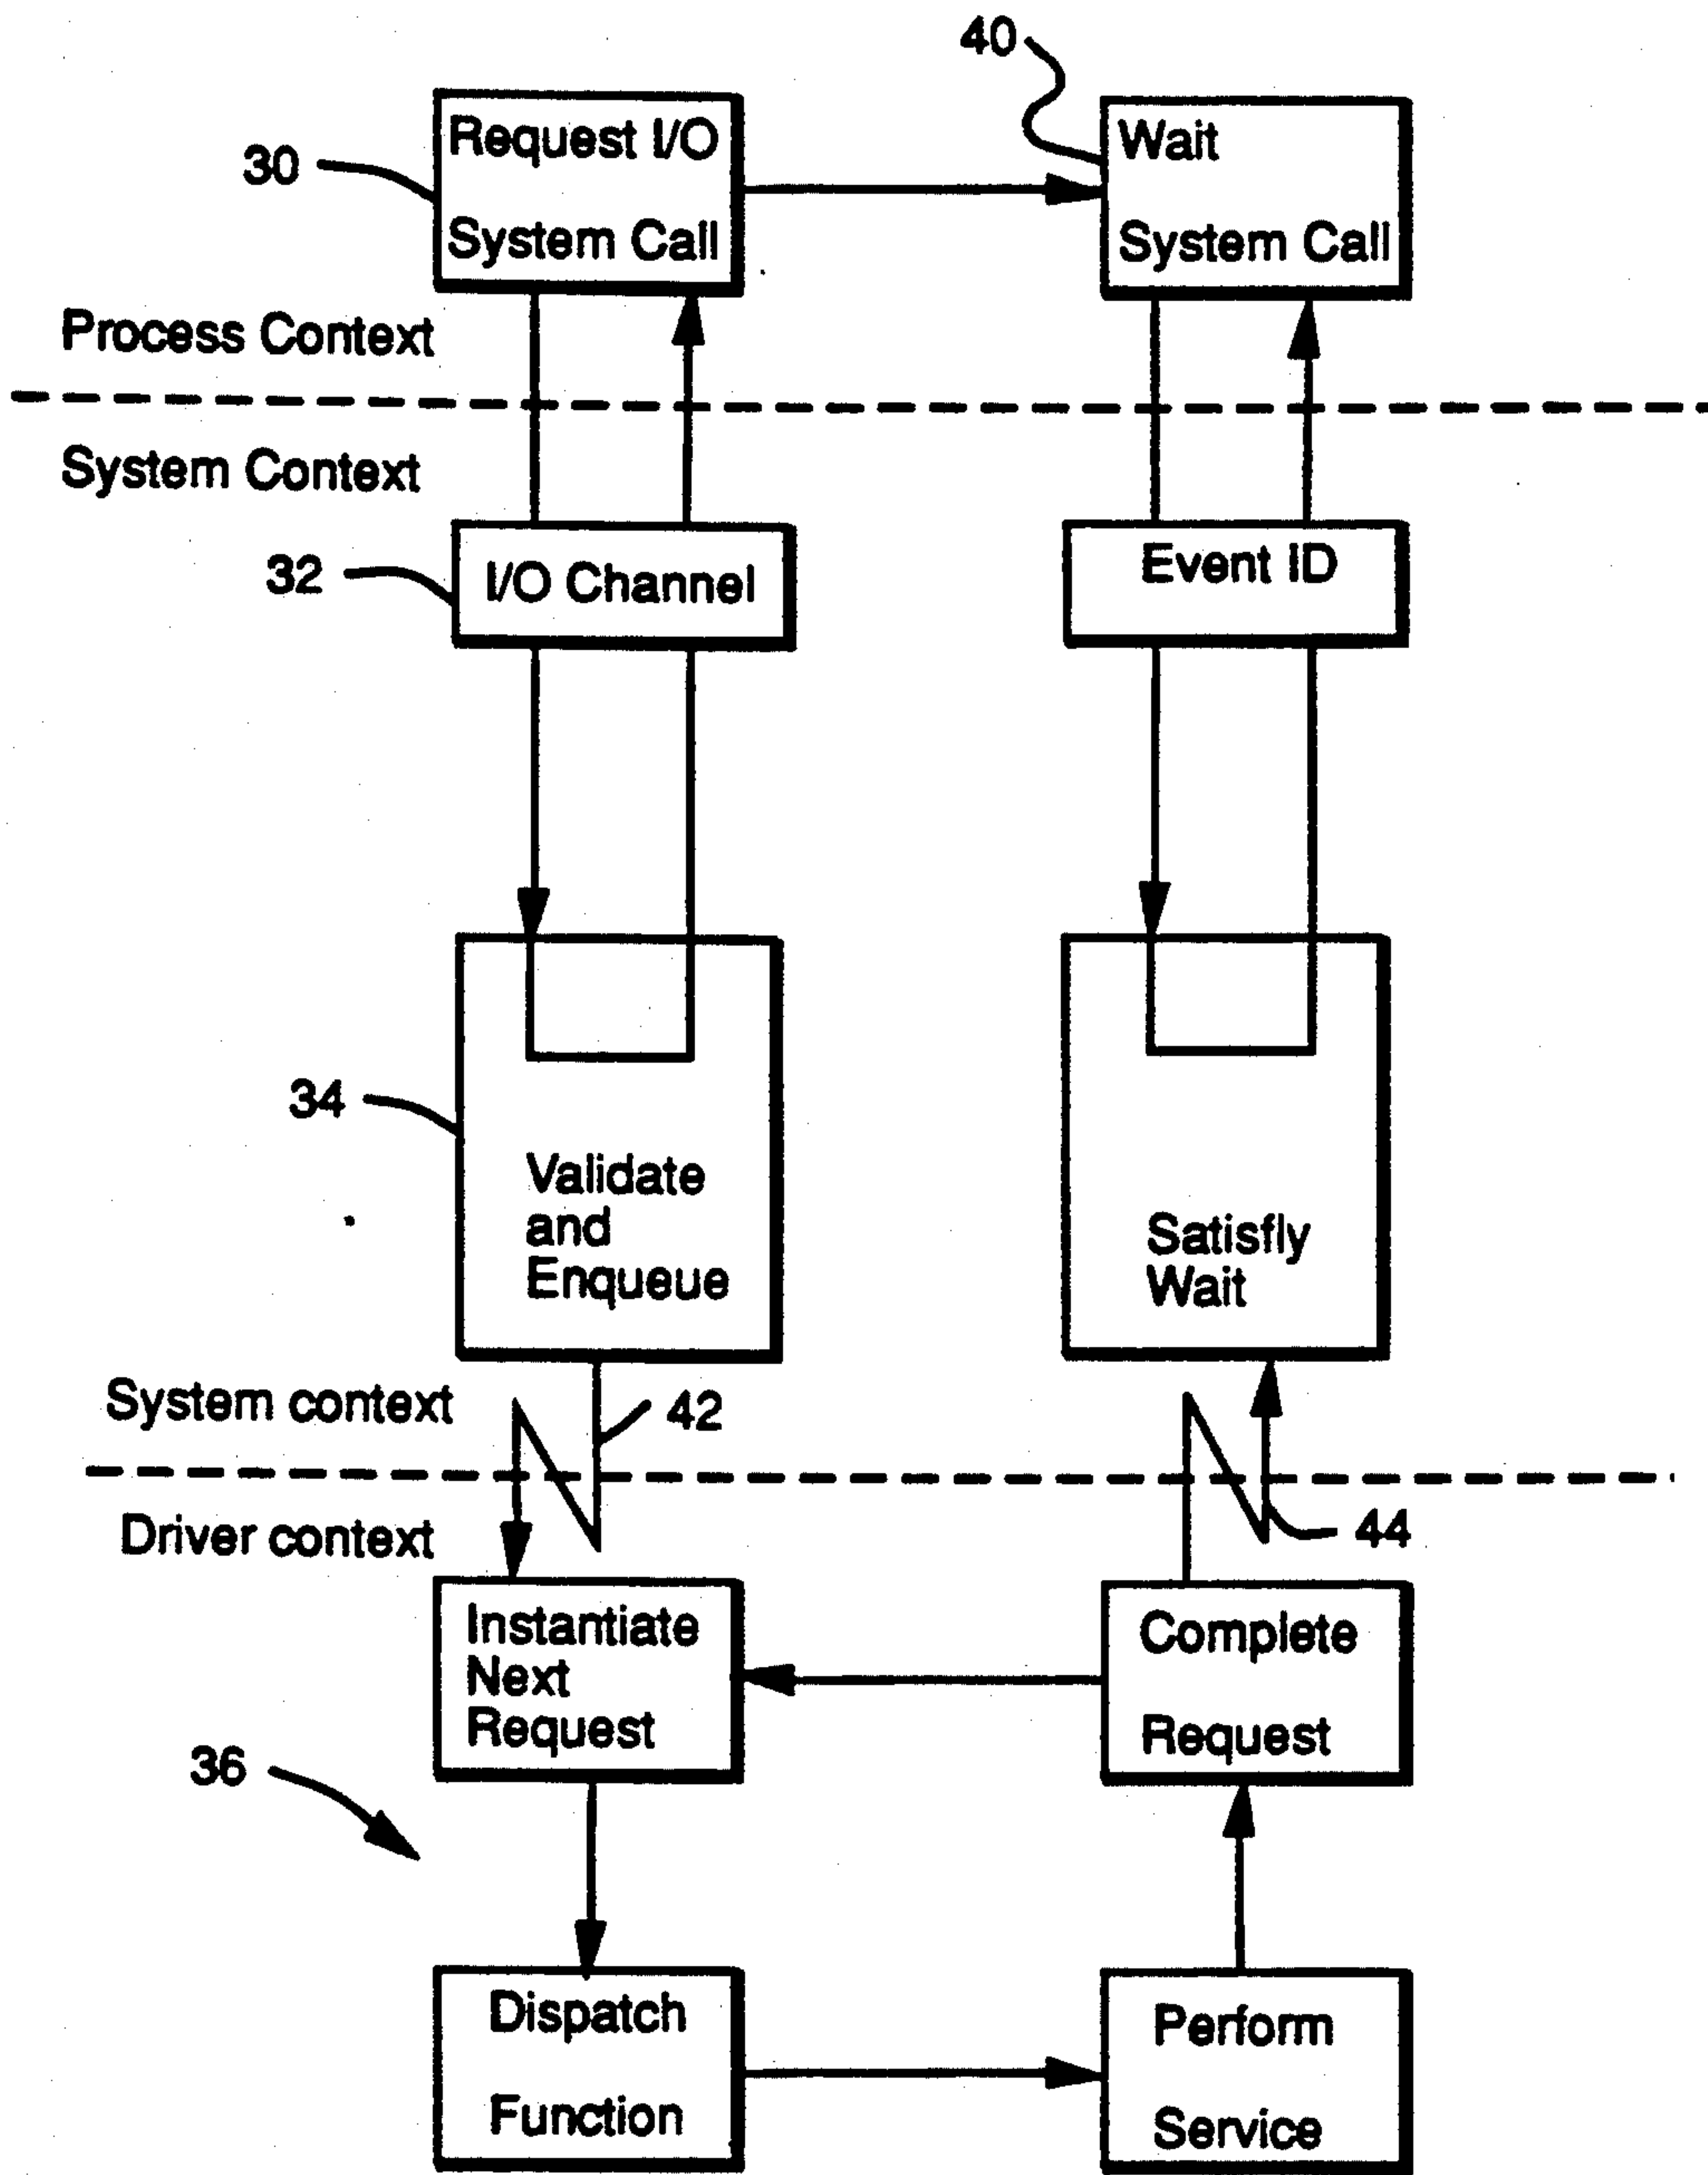 40
Request I/O
System Call
30
Wait
System Call
Process Context
System Context
32
I/O Channel
Event ID
34
Validate
and
Enqueue
Satisfly
Wait
System context
42
Driver context
44
Instantiate
Next
Request
Complete
Request
36
Dispatch
Function
Perform
Service